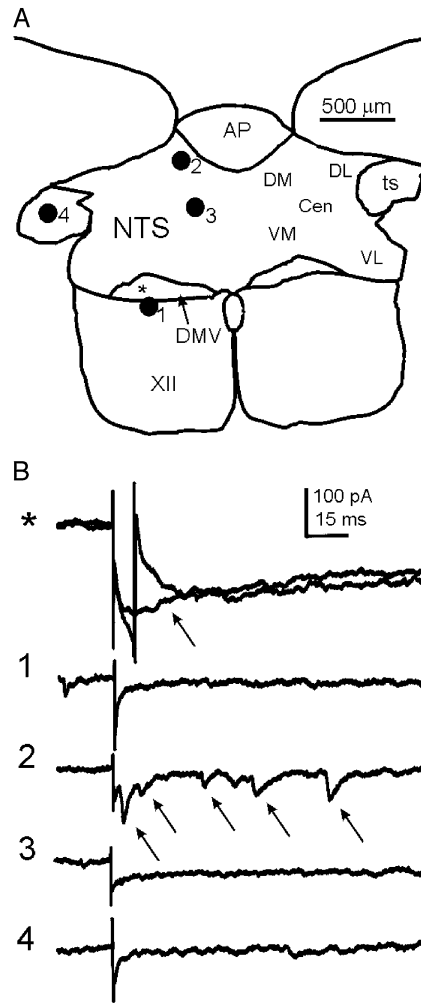 A
500 μm
AP
2
DM
DL
ts
4
3
Cen
NTS
VM
VL
*
1
DMV
XII
B
100 pA
15 ms
*
1
2
3
4